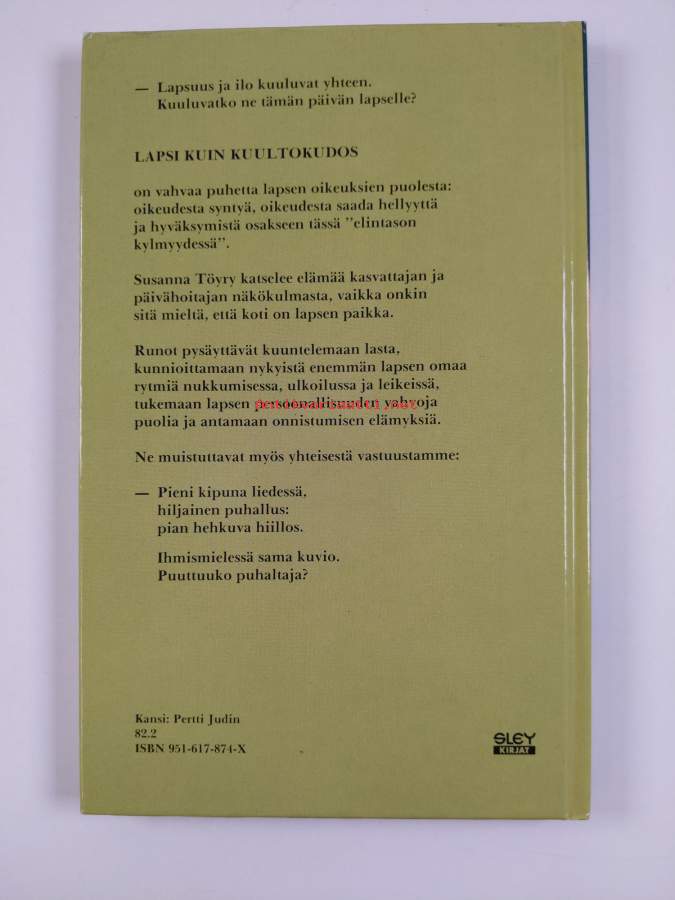 — Lapsuus ja ilo kuuluvat yhteen.
Kuuluvatko ne tämän päivän lapselle?
LAPSI KUIN KUULTOKUDOS
on vahvaa puhetta lapsen oikeuksien puolesta:
oikeudesta syntyä, oikeudesta saada hellyyttä
ja hyväksymistä osakseen tässä "elintason
kylmyydessä".
Susanna Töyry katselee elämää kasvattajan ja
päivähoitajan näkökulmasta, vaikka onkin
sitä mieltä, että koti on lapsen paikka.
Runot pysäyttävät kuuntelemaan lasta,
kunnioittamaan nykyistä enemmän lapsen omaa
rytmiä nukkumisessa, ulkoilussa ja leikeissä,
tukemaan lapsen persoonallisuuden vahvoja
puolia ja antamaan onnistumisen elämyksiä.
Ne muistuttavat myös yhteisestä vastuustamme:
— Pieni kipuna liedessä,
hiljainen puhallus:
pian hehkuva hiillos.
Ihmismielessä sama kuvio.
Puuttuuko puhaltaja?
Kansi: Pertti Judin
82.2
ISBN 951-617-874-X
SLEY
KIRJAT